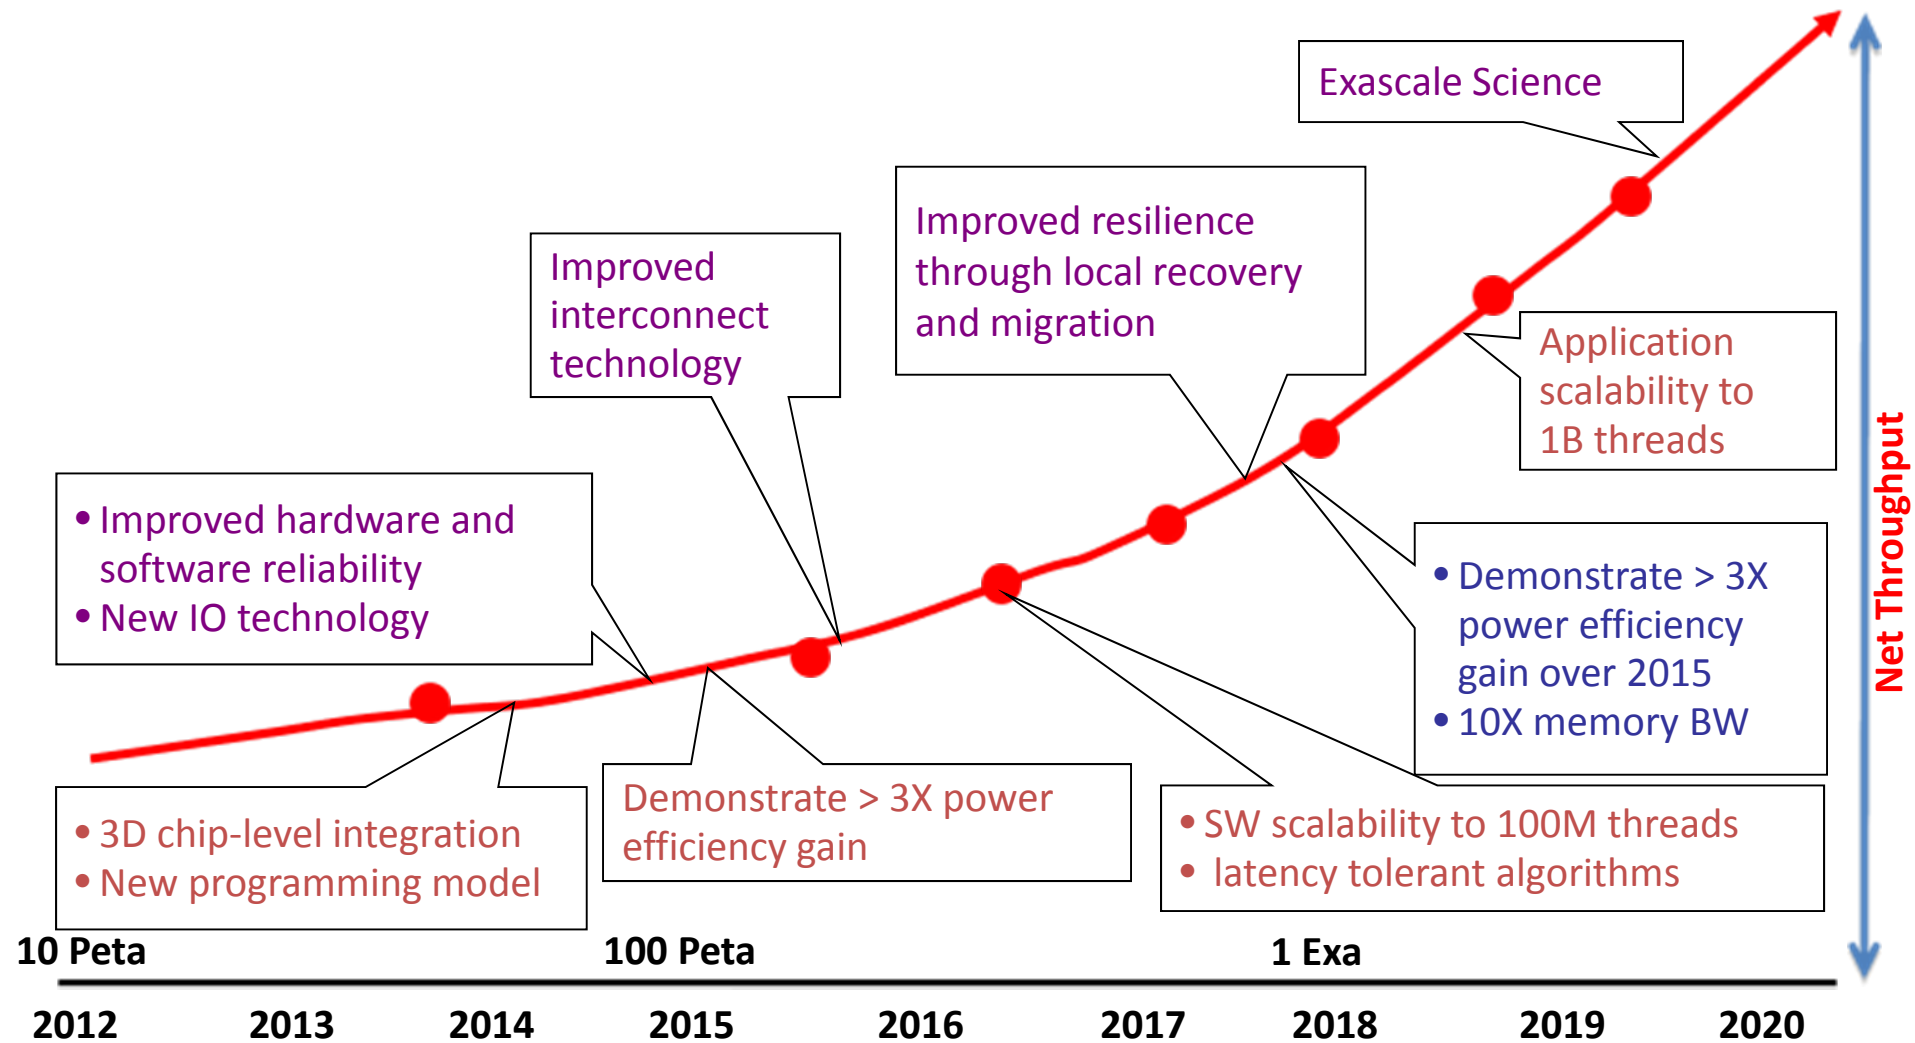 Exascale Science
Improved resilience
through local recovery
and migration
Improved
interconnect
technology
Application
scalability to
1B threads
• Improved hardware and
software reliability
• New IO technology
• Demonstrate > 3X
power efficiency
gain over 2015
• 10X memory BW
Net Throughput
• 3D chip-level integration
• New programming model
Demonstrate > 3X power
efficiency gain
• SW scalability to 100M threads
• latency tolerant algorithms
10 Peta 100 Peta 1 Exa
2012 2013 2014 2015 2016 2017 2018 2019 2020